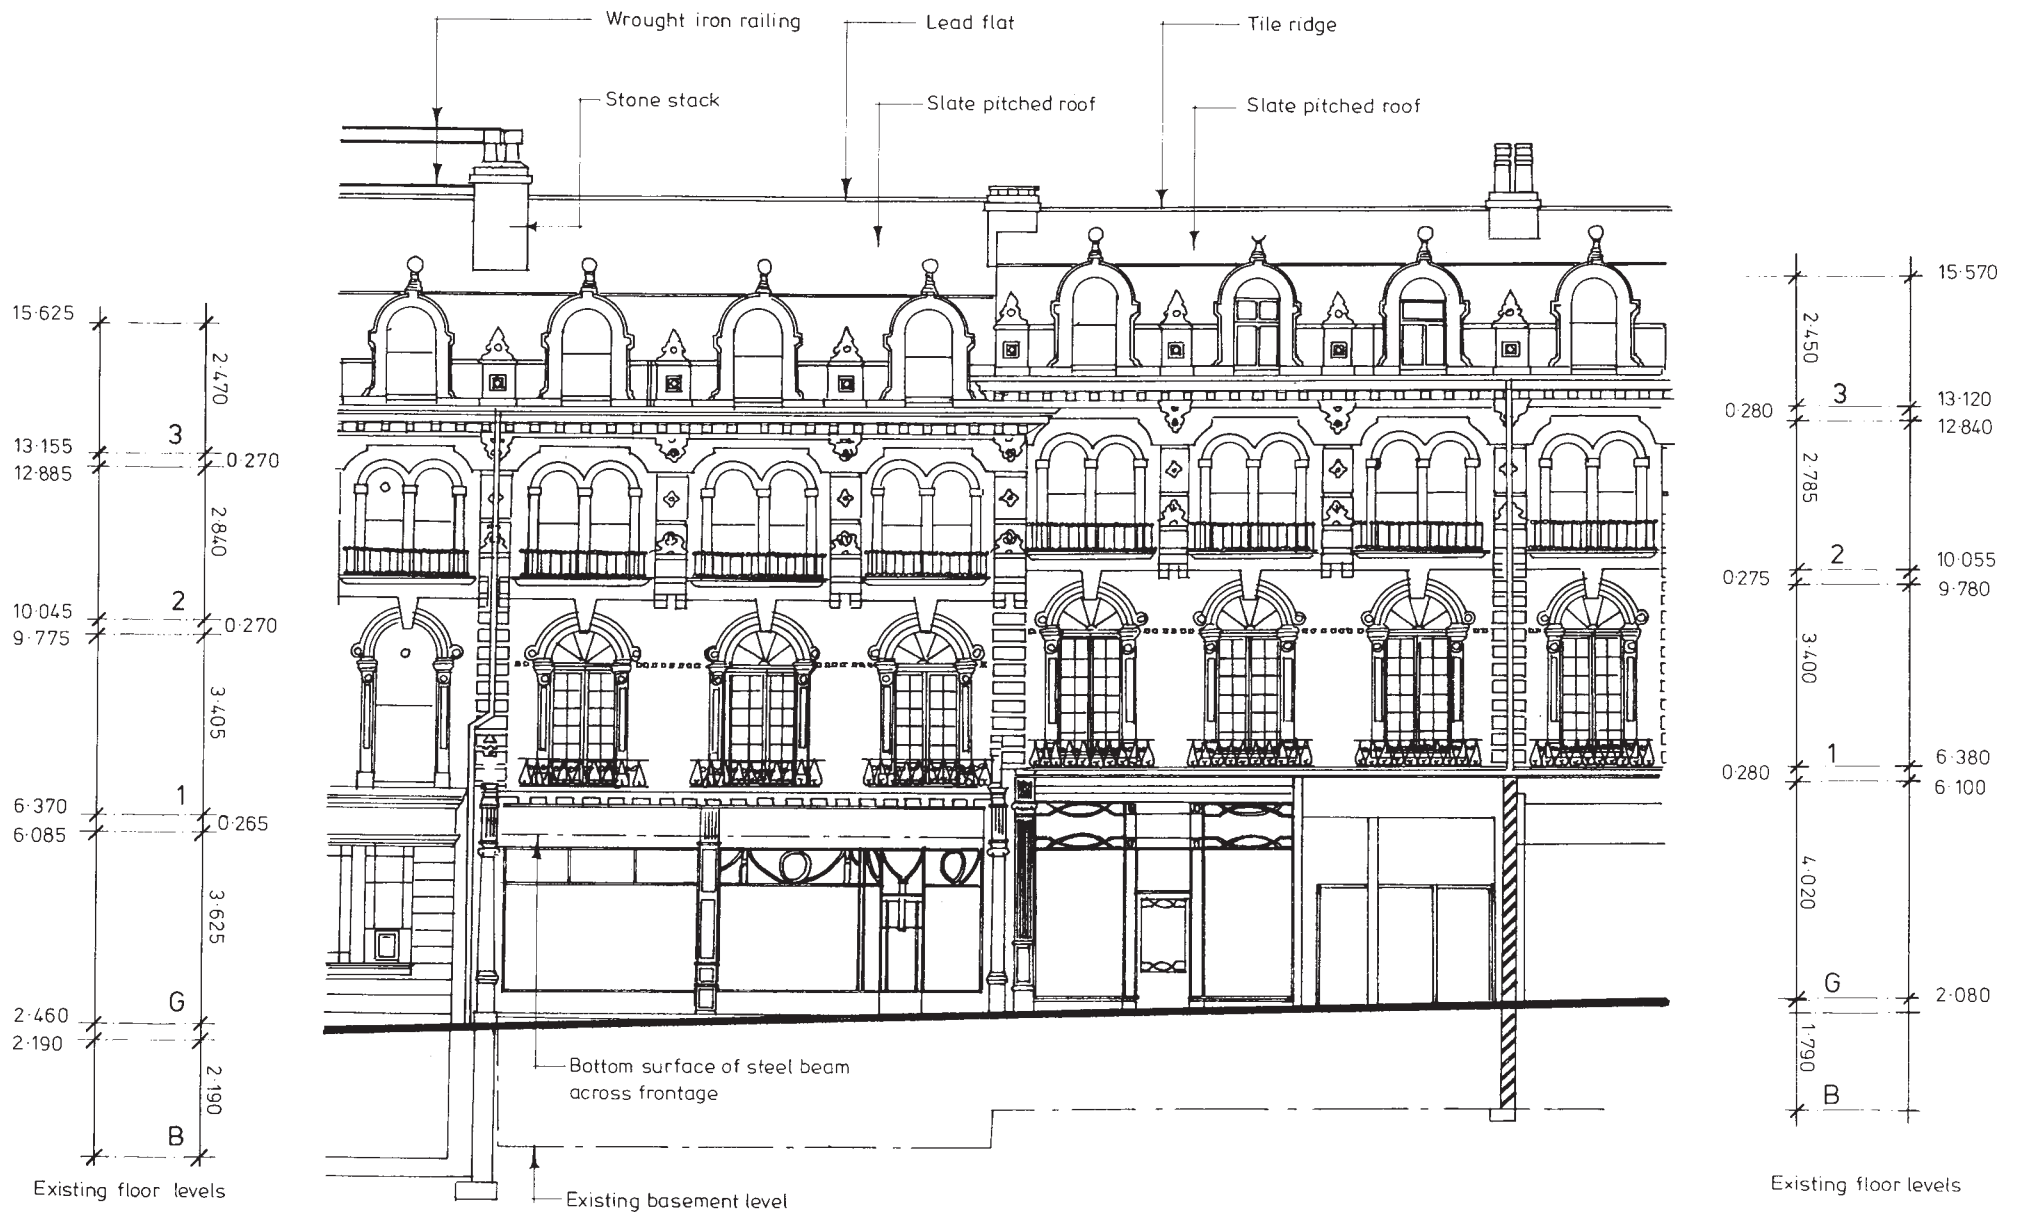 Wrought iron railing
Lead flat
Tile ridge
Stone stack
Slate pitched roof
Slate pitched roof
15·625
2·470
13·155
3
12·885
0·270
2·840
10·045
2
9·775
0·270
3·405
6·370
1
6·085
0·265
3·625
2·460
G
2·190
2·190
B
Existing floor levels
15·570
2·450
0·280
3
13·120
12·840
2·785
0·275
2
10·055
9·780
3·400
0·280
1
6·380
6·100
4·020
G
2·080
1·790
B
Existing floor levels
Bottom surface of steel beam
across frontage
Existing basement level